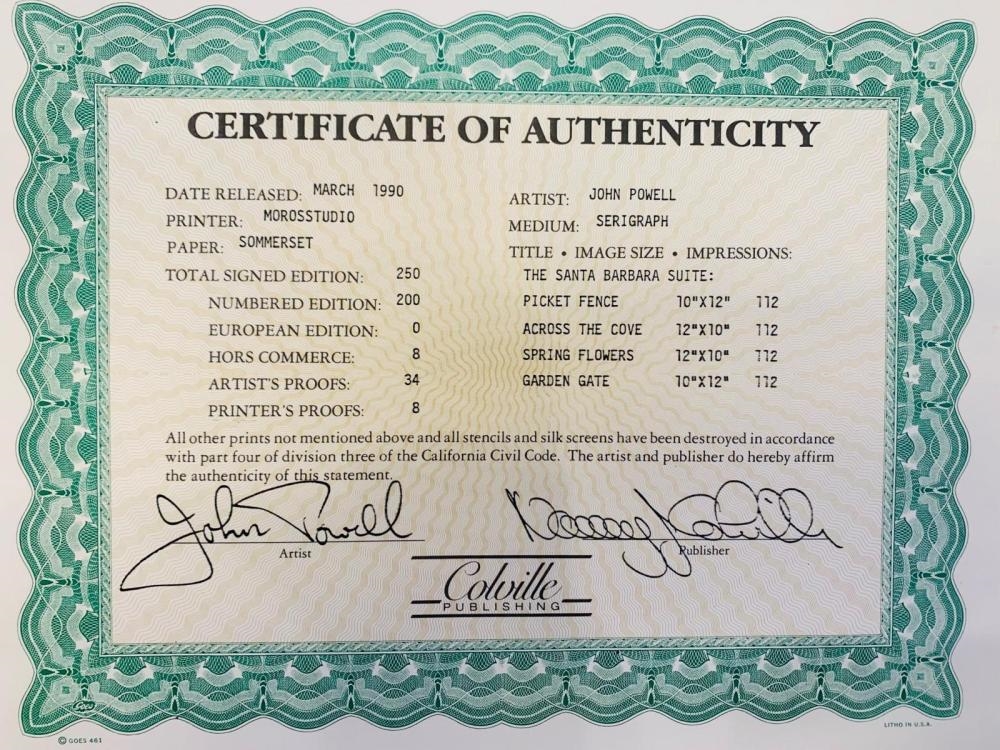 CERTIFICATE OF AUTHENTICITY
DATE RELEASED: MARCH 1990
PRINTER: MOROSSTUDIO
PAPER: SOMMERSET
TOTAL SIGNED EDITION: 250
NUMBERED EDITION: 200
EUROPEAN EDITION: 0
HORS COMMERCE: 8
ARTIST'S PROOFS: 34
PRINTER'S PROOFS: 8
ARTIST: JOHN POWELL
MEDIUM: SERIGRAPH
TITLE • IMAGE SIZE • IMPRESSIONS:
THE SANTA BARBARA SUITE:
PICKET FENCE 10"X12" 112
ACROSS THE COVE 12"X10" 112
SPRING FLOWERS 12"X10" 112
GARDEN GATE 10"X12" 112
All other prints not mentioned above and all stencils and silk screens have been destroyed in accordance
with part four of division three of the California Civil Code. The artist and publisher do hereby affirm
the authenticity of this statement.
John Powell
Artist
Publisher
Colville
PUBLISHING
Goes
© GOES 461
LITHO IN U.S.A.